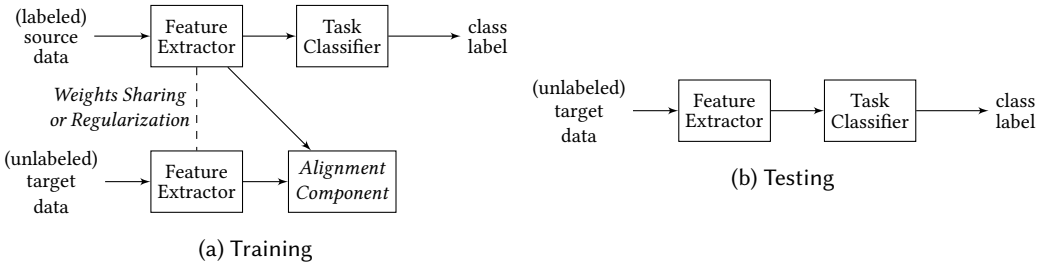 (labeled)
source
data
Feature
Extractor
Task
Classifier
class
label
Weights Sharing
or Regularization
(unlabeled)
target
data
Feature
Extractor
Alignment
Component
(a) Training
(unlabeled)
target
data
Feature
Extractor
Task
Classifier
class
label
(b) Testing